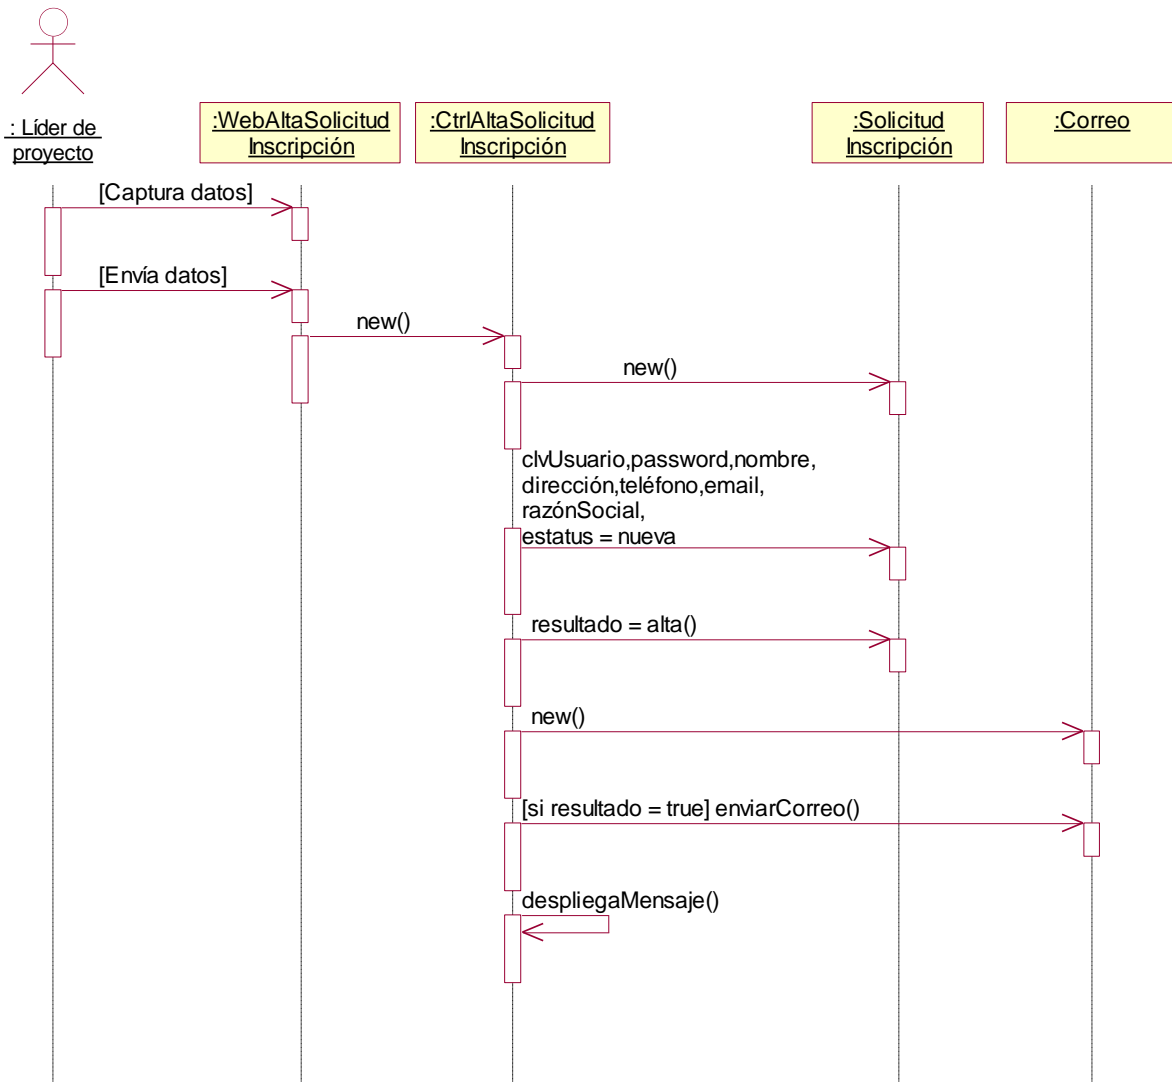 : Líder de
proyecto
:WebAltaSolicitud
Inscripción
:CtrlAltaSolicitud
Inscripción
:Solicitud
Inscripción
:Correo
[Captura datos]
[Envía datos]
new()
new()
clvUsuario,password,nombre,
dirección,teléfono,email,
razónSocial,
estatus = nueva
resultado = alta()
new()
[si resultado = true] enviarCorreo()
despliegaMensaje()